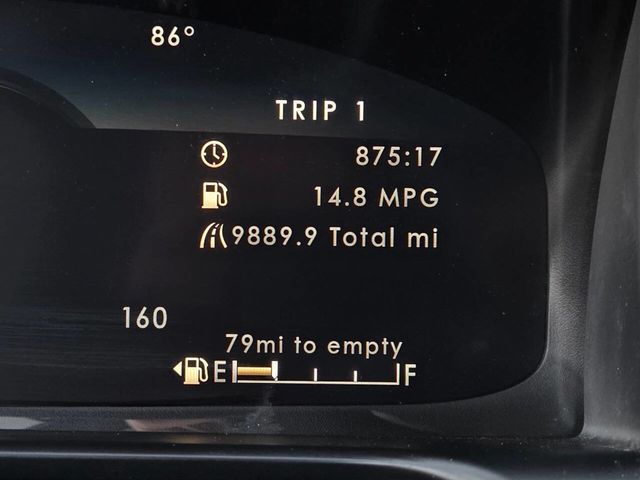 86°
TRIP 1
875:17
14.8 MPG
9889.9 Total mi
160
79mi to empty
E F